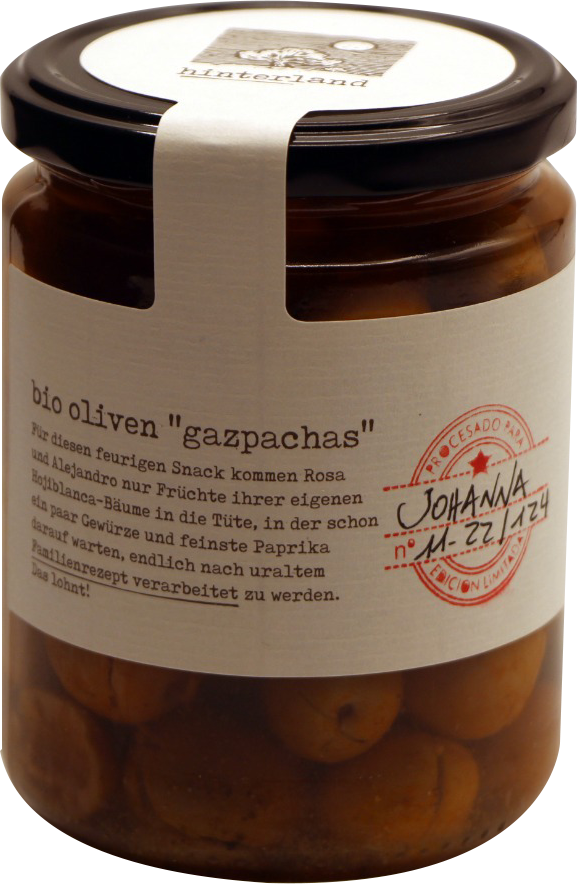 hinterland
bio oliven "gazpachas"
Für diesen feurigen Snack kommen Rosa
und Alejandro nur Früchte ihrer eigenen
Hojiblanca-Bäume in die Tüte, in der schon
ein paar Gewürze und feinste Paprika
darauf warten, endlich nach uraltem
Familienrezept verarbeitet zu werden.
Das lohnt!
PROCESADO PARA
JOHANNA
nº 11-22/124
EDICIÓN LIMITADA